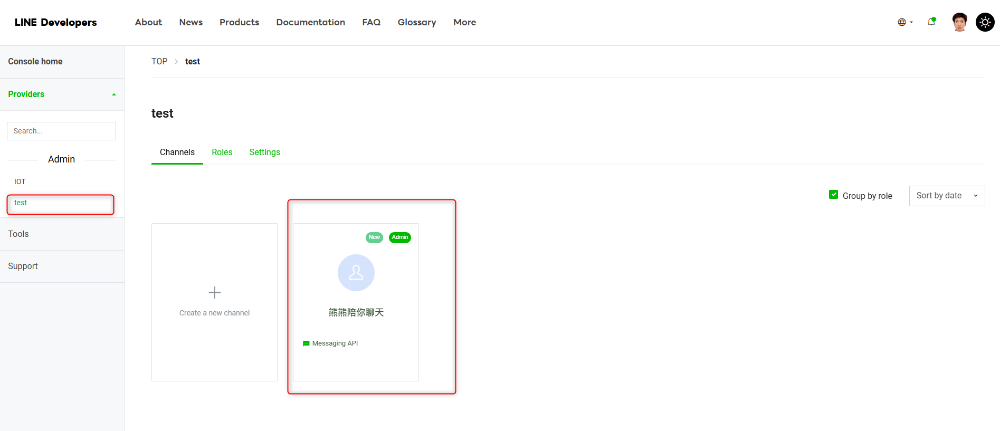 LINE Developers
About News Products Documentation FAQ Glossary More
Console home
Providers
Search...
Admin
IOT
test
Tools
Support
TOP > test
test
Channels Roles Settings
Group by role
Sort by date
Create a new channel
New Admin
熊熊陪你聊天
Messaging API